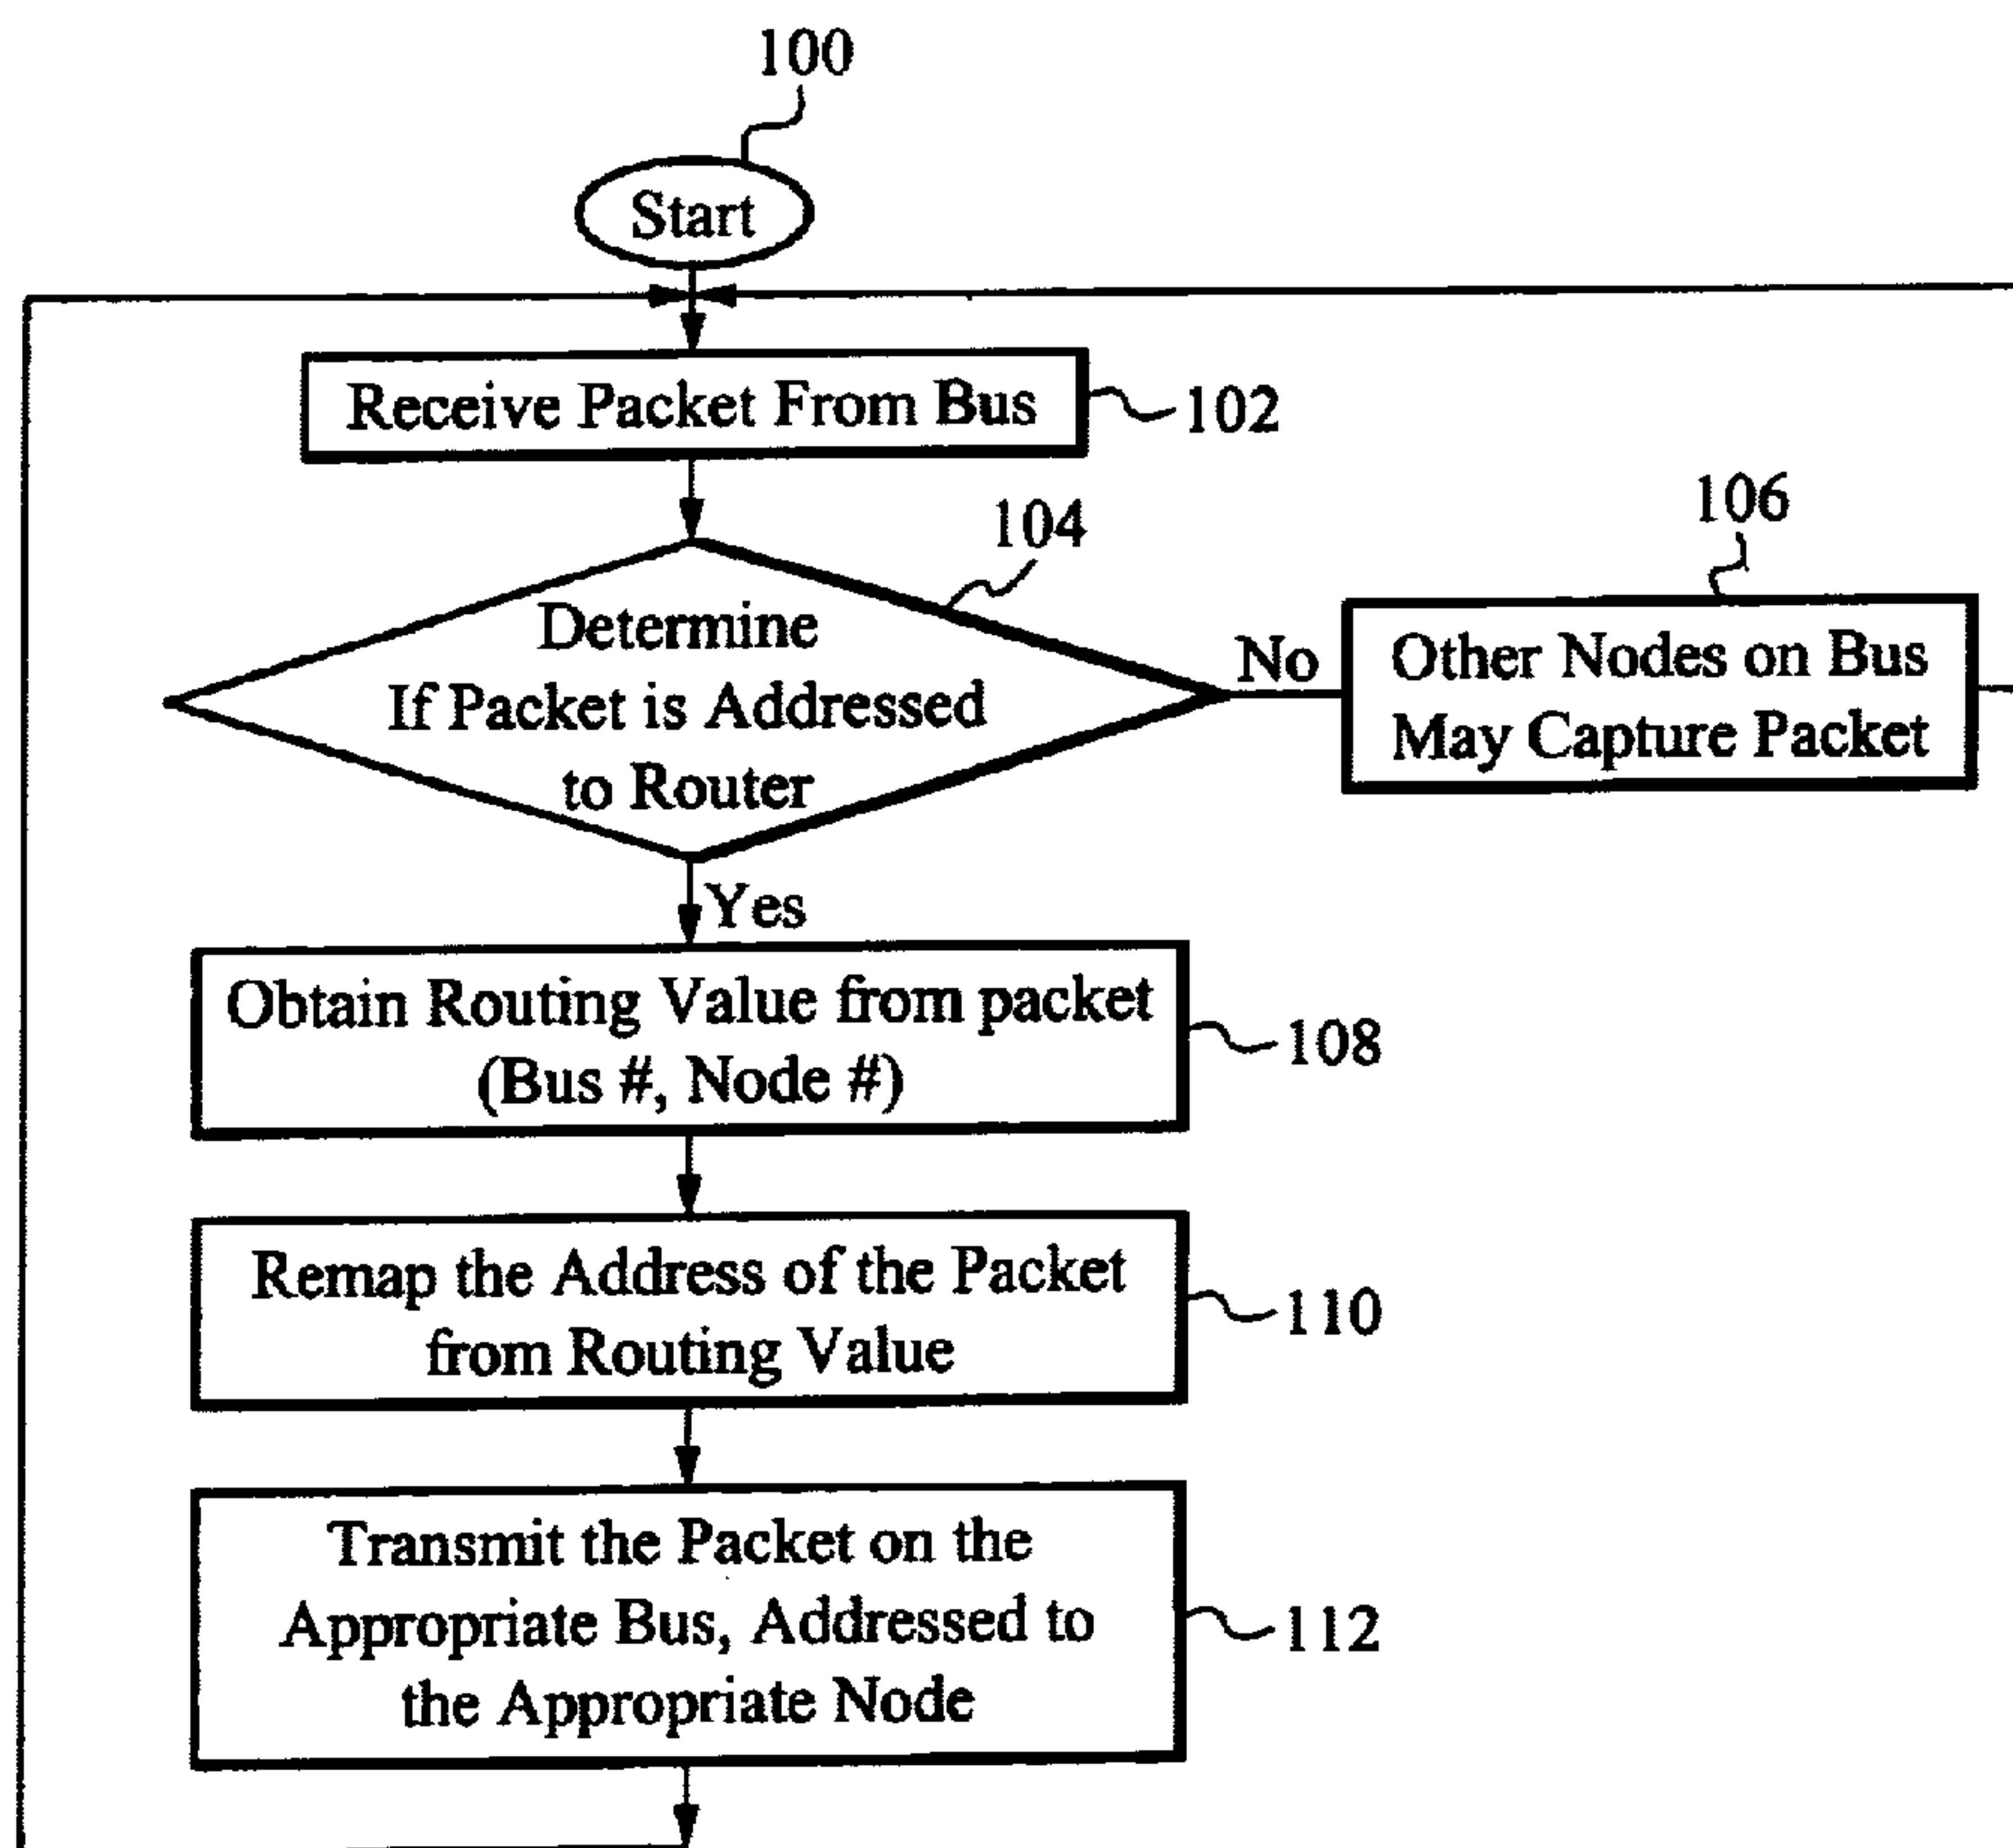 100
Start
Receive Packet From Bus
102
104
106
Determine
If Packet is Addressed
to Router
No
Other Nodes on Bus
May Capture Packet
Yes
Obtain Routing Value from packet
(Bus #, Node #)
108
Remap the Address of the Packet
from Routing Value
110
Transmit the Packet on the
Appropriate Bus, Addressed to
the Appropriate Node
112